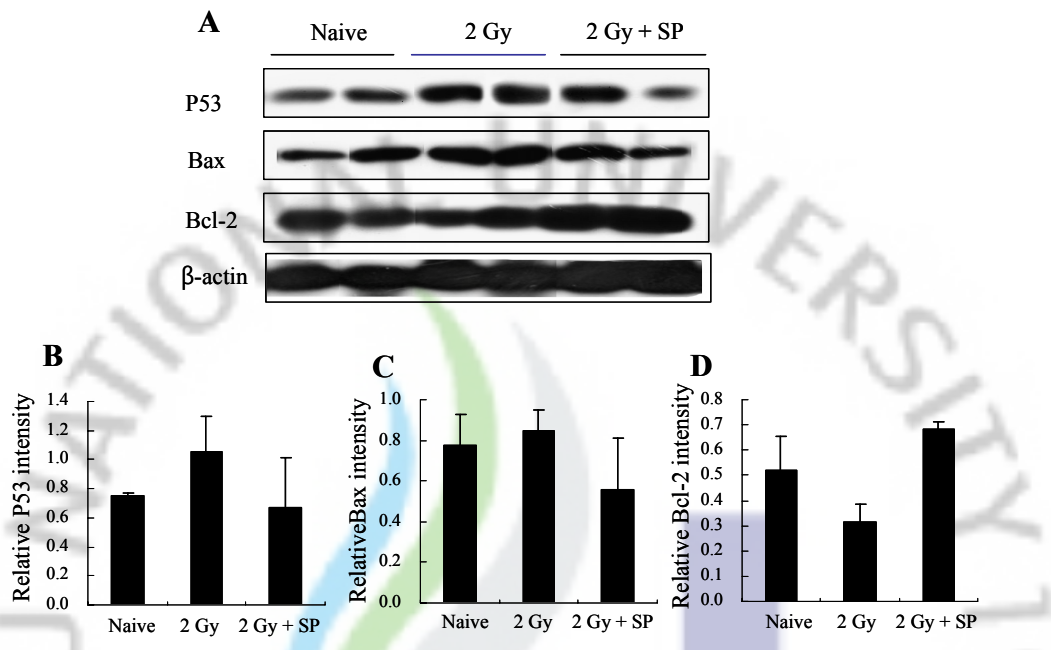 A
Naive 2 Gy 2 Gy + SP
P53
Bax
Bcl-2
β-actin
B
Relative P53 intensity
1.4
1.2
1.0
0.8
0.6
0.4
0.2
0.0
Naive 2 Gy 2 Gy + SP
C
RelativeBax intensity
1.0
0.8
0.6
0.4
0.2
0.0
Naive 2 Gy 2 Gy + SP
D
Relative Bcl-2 intensity
0.8
0.7
0.6
0.5
0.4
0.3
0.2
0.1
0.0
Naive 2 Gy 2 Gy + SP
NATIONAL UNIVERSITY